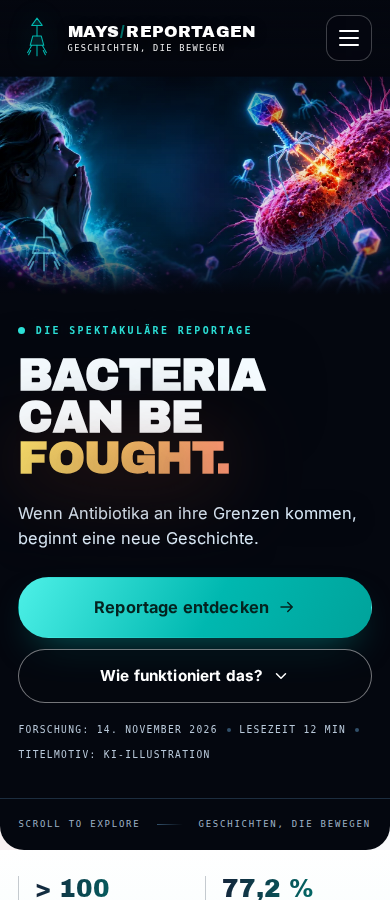 MAYS/REPORTAGEN
GESCHICHTEN, DIE BEWEGEN
DIE SPEKTAKULÄRE REPORTAGE
BACTERIA
CAN BE
FOUGHT.
Wenn Antibiotika an ihre Grenzen kommen,
beginnt eine neue Geschichte.
Reportage entdecken →
Wie funktioniert das?
FORSCHUNG: 14. NOVEMBER 2026 • LESEZEIT 12 MIN •
TITELMOTIV: KI-ILLUSTRATION
SCROLL TO EXPLORE — GESCHICHTEN, DIE BEWEGEN
> 100
77,2 %